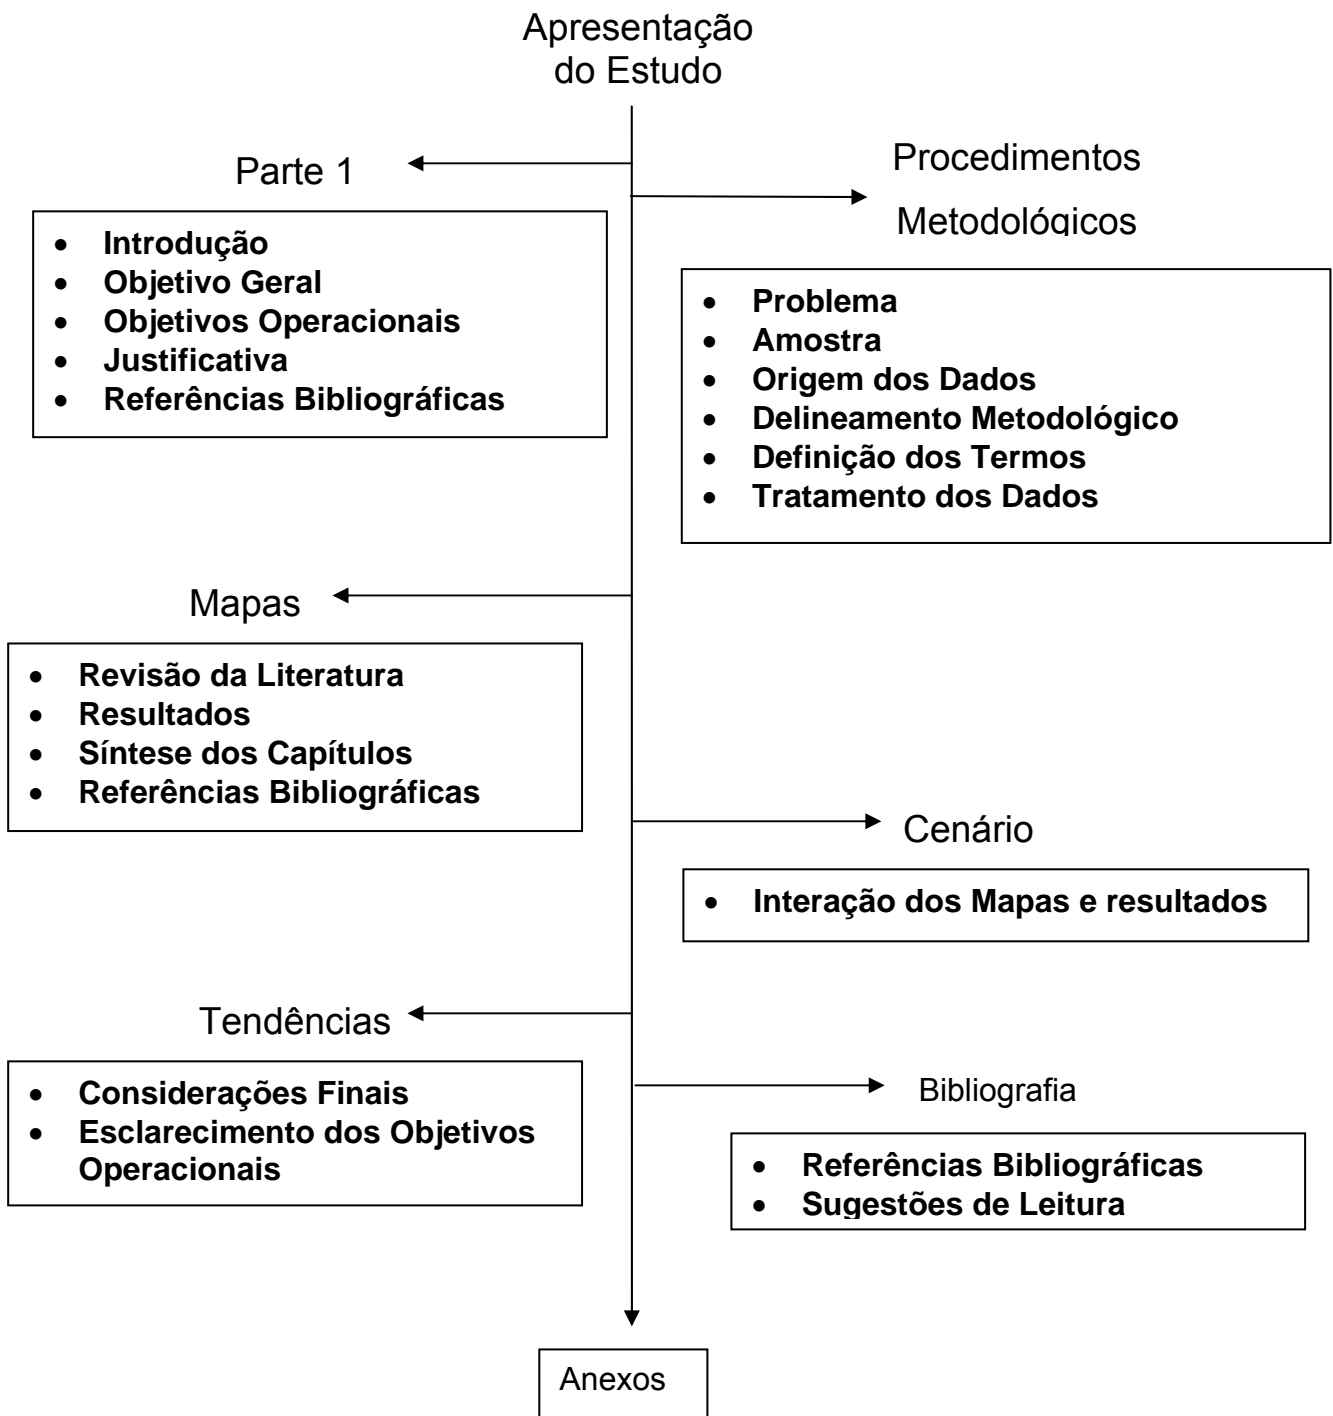 Apresentação
do Estudo
Parte 1
• Introdução
• Objetivo Geral
• Objetivos Operacionais
• Justificativa
• Referências Bibliográficas
Procedimentos
Metodológicos
• Problema
• Amostra
• Origem dos Dados
• Delineamento Metodológico
• Definição dos Termos
• Tratamento dos Dados
Mapas
• Revisão da Literatura
• Resultados
• Síntese dos Capítulos
• Referências Bibliográficas
Cenário
• Interação dos Mapas e resultados
Tendências
• Considerações Finais
• Esclarecimento dos Objetivos
Operacionais
Bibliografia
• Referências Bibliográficas
• Sugestões de Leitura
Anexos